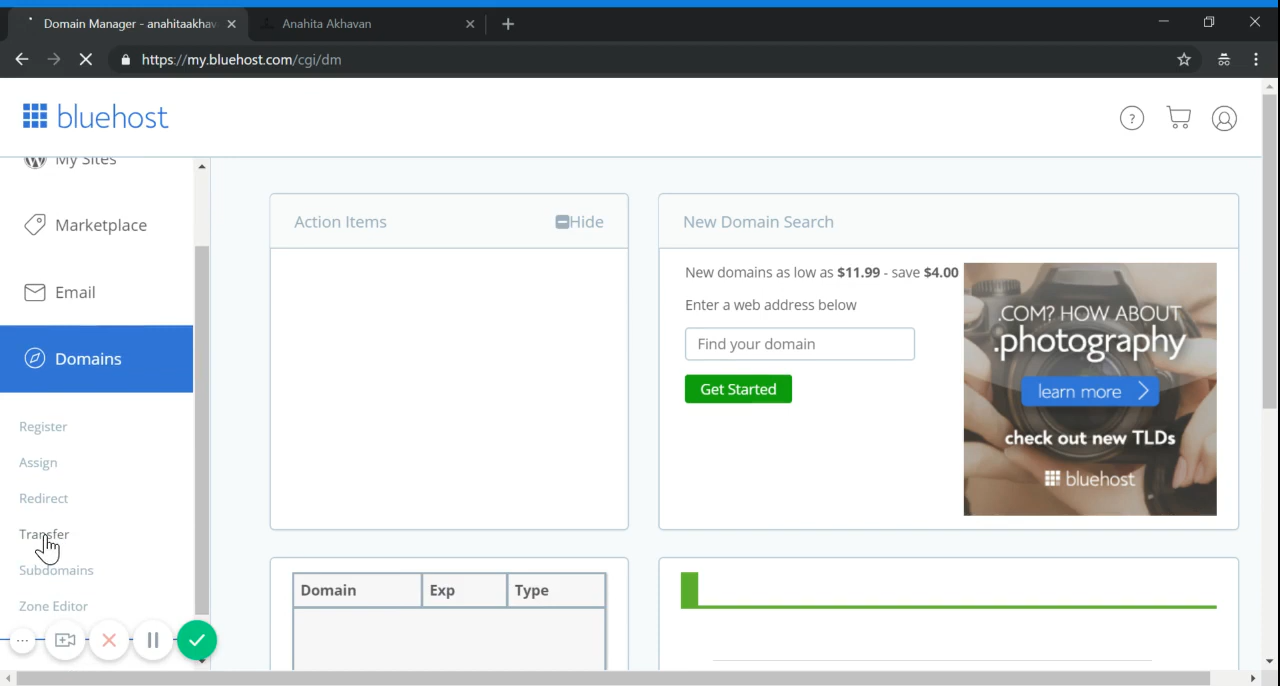 Domain Manager - anahitaakhav
Anahita Akhavan
https://my.bluehost.com/cgi/dm
bluehost
?
My Sites
Marketplace
Email
Domains
Register
Assign
Redirect
Transfer
Subdomains
Zone Editor
Action Items
Hide
New Domain Search
New domains as low as $11.99 - save $4.00
Enter a web address below
Find your domain
Get Started
.COM? HOW ABOUT
.photography
learn more
check out new TLDs
bluehost
Domain Exp Type